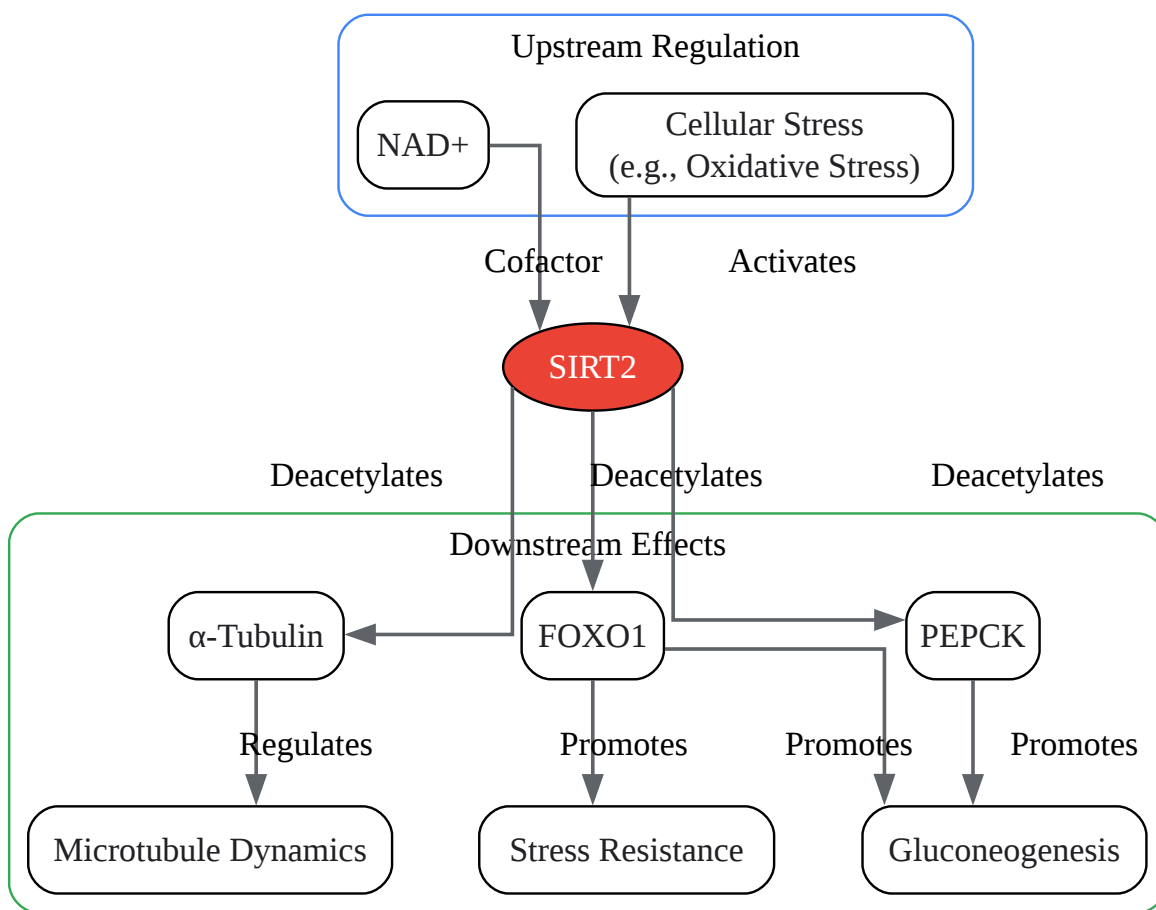 Upstream Regulation
NAD+
Cellular Stress
(e.g., Oxidative Stress)
Cofactor
Activates
SIRT2
Deacetylates
Deacetylates
Deacetylates
Downstream Effects
α-Tubulin
FOXO1
PEPCK
Regulates
Promotes
Promotes
Promotes
Microtubule Dynamics
Stress Resistance
Gluconeogenesis